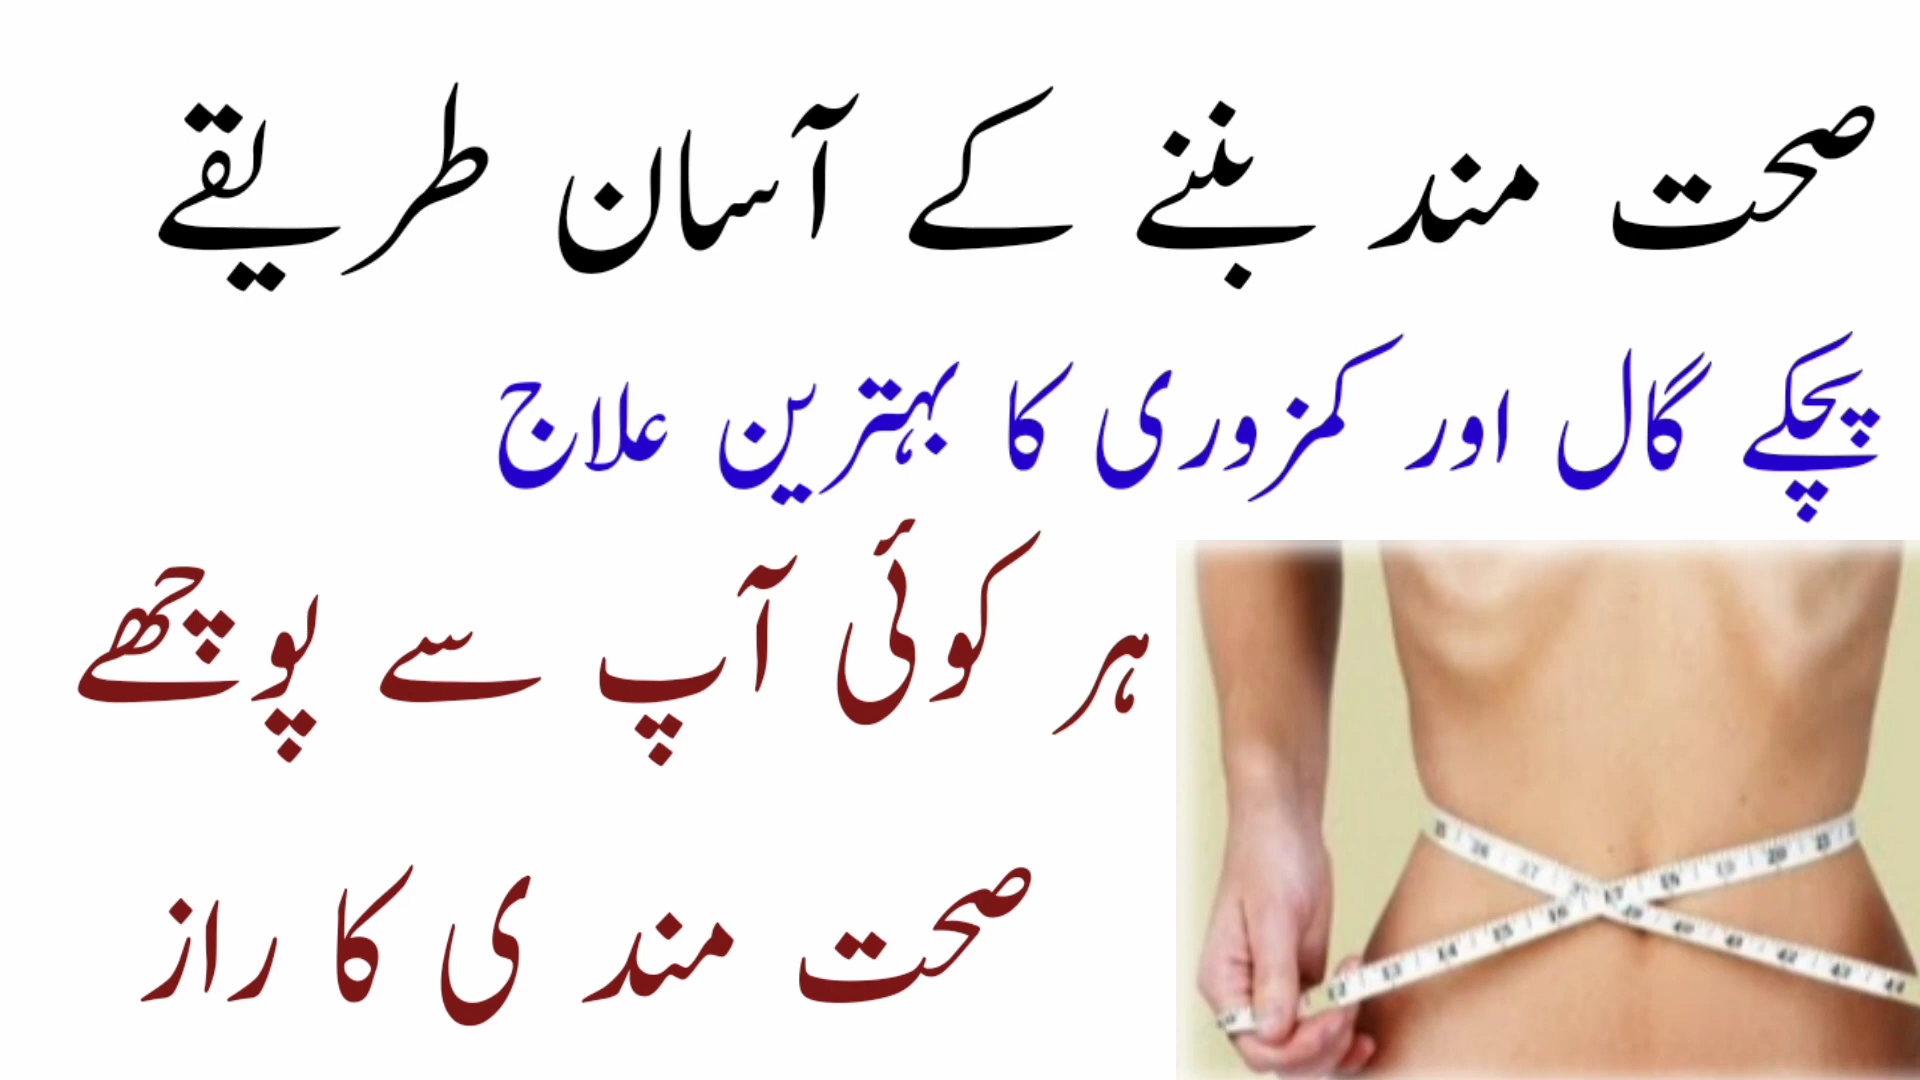 صحت مند بننے کے آسان طریقے
پچکے گال اور کمزوری کا بہترین علاج
ہر کوئی آپ سے پوچھے
صحت مند ی کا راز